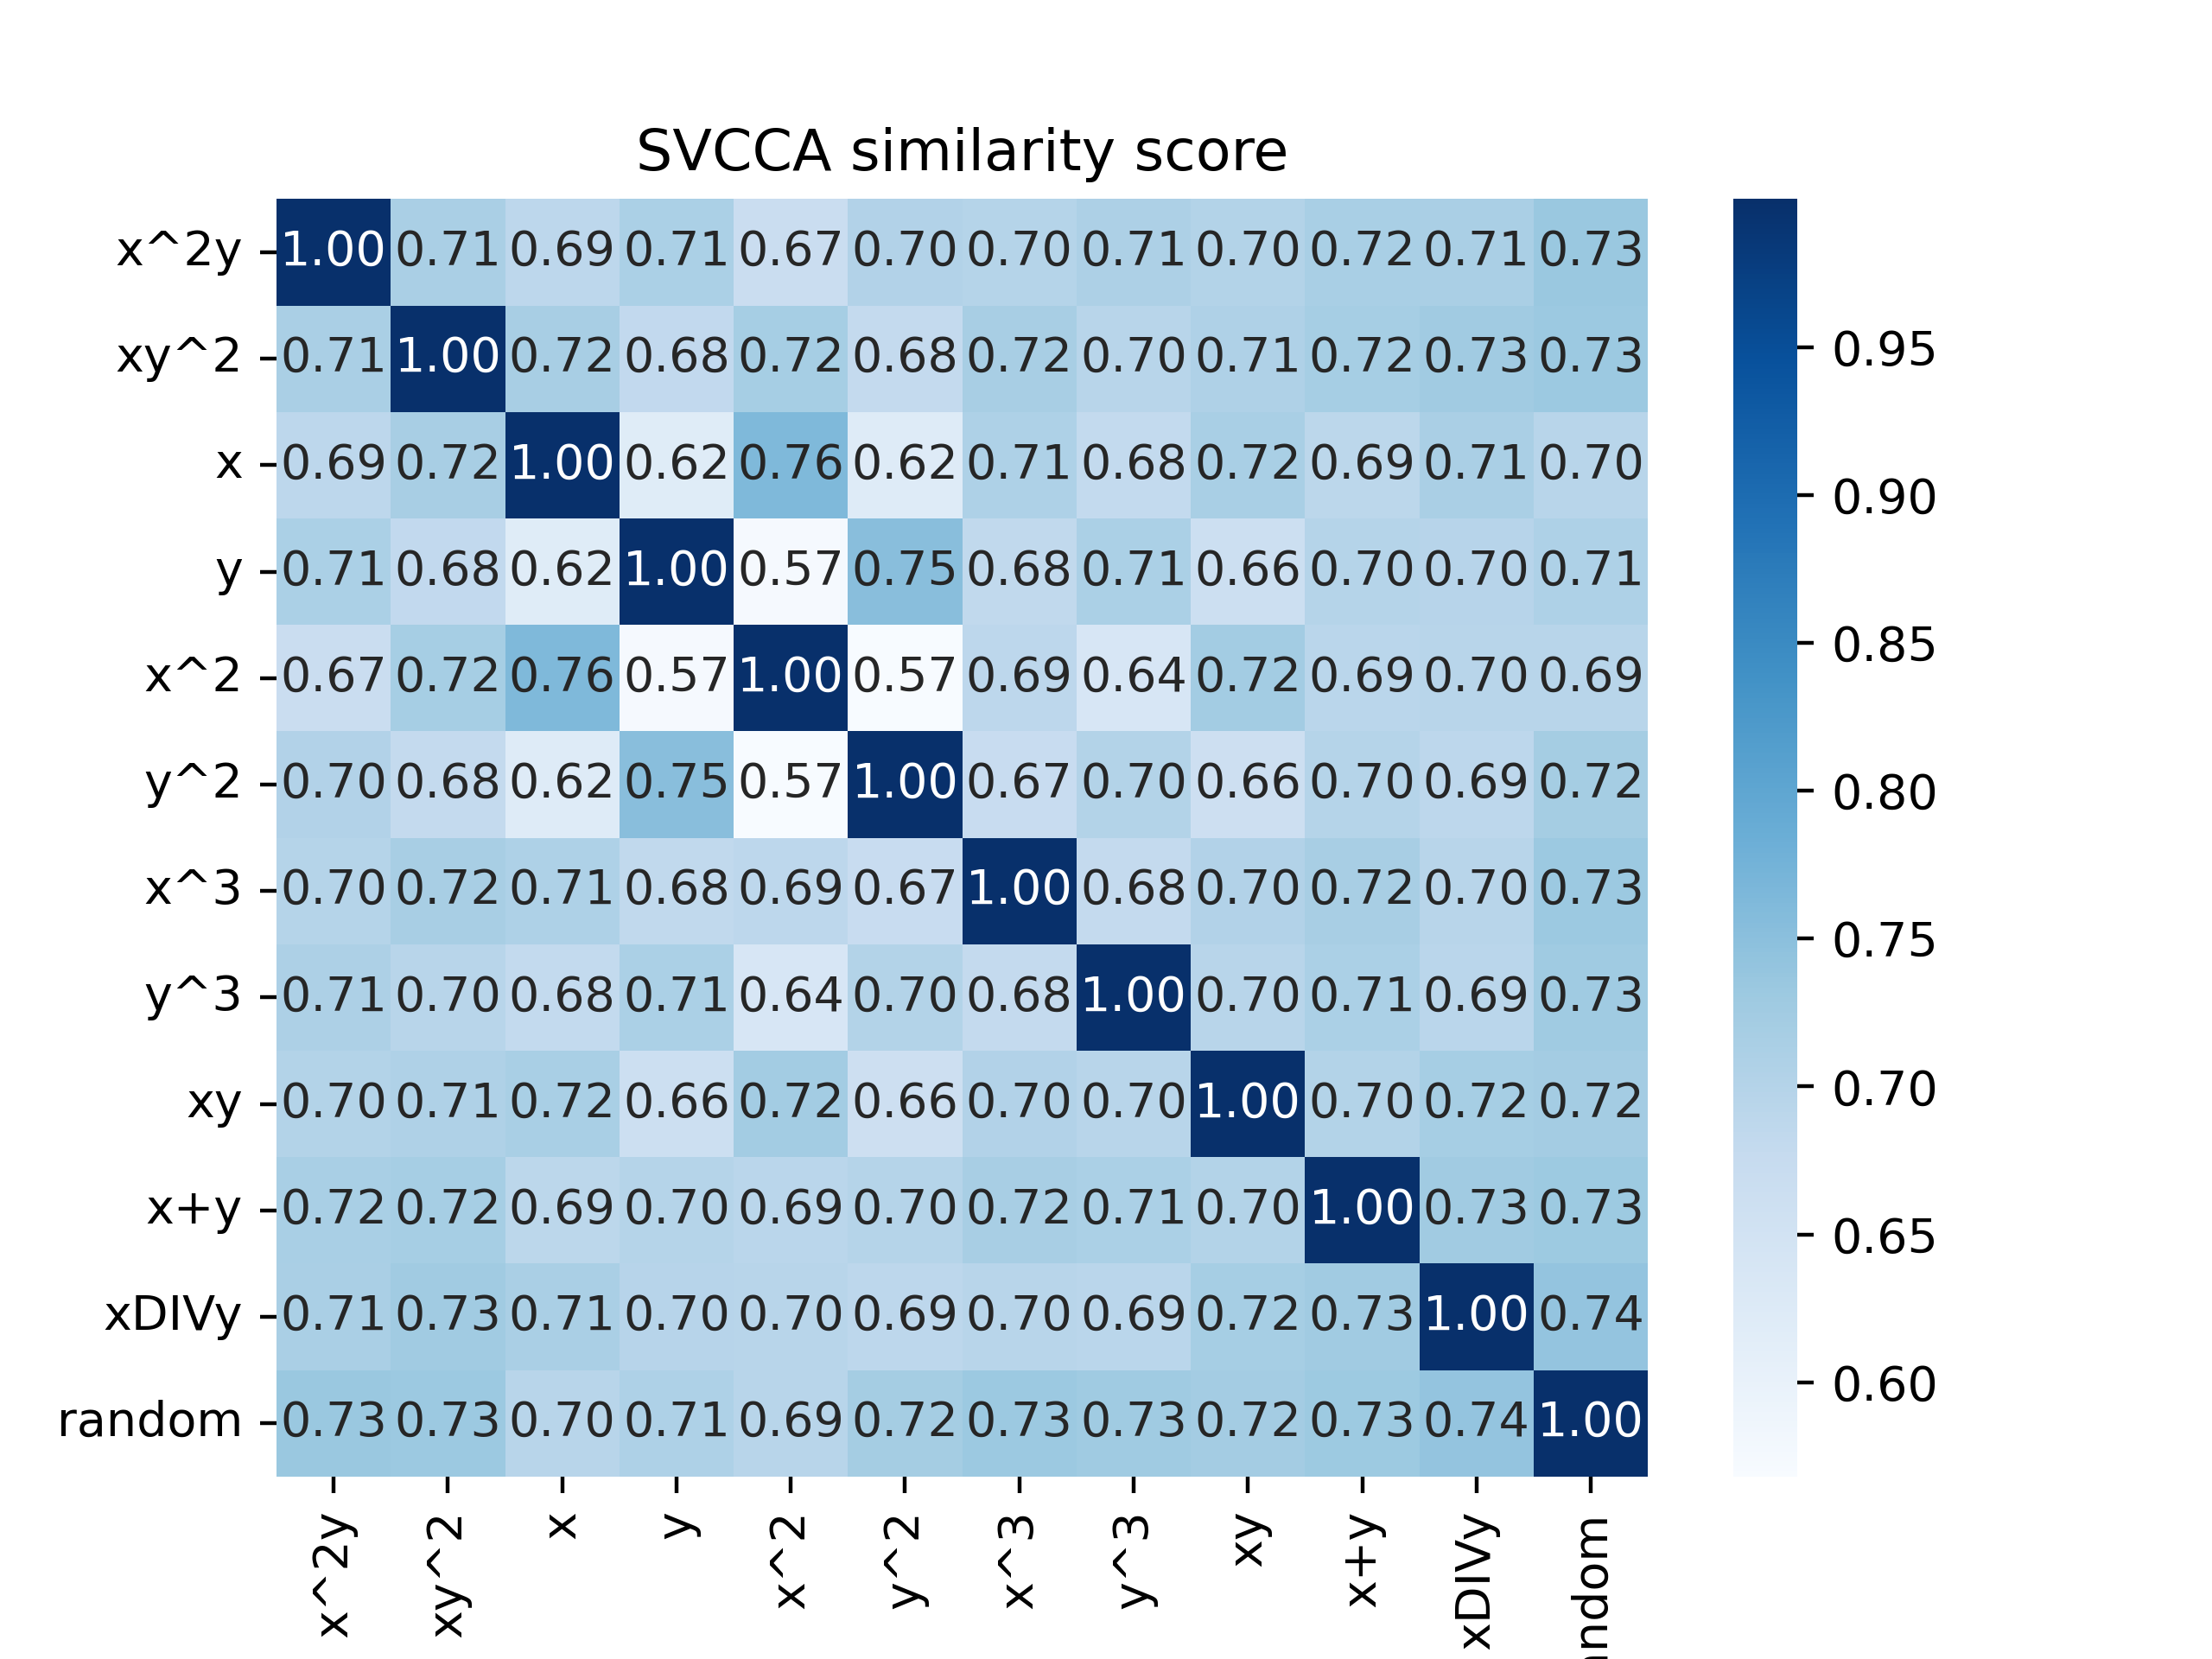 SVCCA similarity score
x^2y 1.00 0.71 0.69 0.71 0.67 0.70 0.70 0.71 0.70 0.72 0.71 0.73
xy^2 0.71 1.00 0.72 0.68 0.72 0.68 0.72 0.70 0.71 0.72 0.73 0.73
x 0.69 0.72 1.00 0.62 0.76 0.62 0.71 0.68 0.72 0.69 0.71 0.70
y 0.71 0.68 0.62 1.00 0.57 0.75 0.68 0.71 0.66 0.70 0.70 0.71
x^2 0.67 0.72 0.76 0.57 1.00 0.57 0.69 0.64 0.72 0.69 0.70 0.69
y^2 0.70 0.68 0.62 0.75 0.57 1.00 0.67 0.70 0.66 0.70 0.69 0.72
x^3 0.70 0.72 0.71 0.68 0.69 0.67 1.00 0.68 0.70 0.72 0.70 0.73
y^3 0.71 0.70 0.68 0.71 0.64 0.70 0.68 1.00 0.70 0.71 0.69 0.73
xy 0.70 0.71 0.72 0.66 0.72 0.66 0.70 0.70 1.00 0.70 0.72 0.72
x+y 0.72 0.72 0.69 0.70 0.69 0.70 0.72 0.71 0.70 1.00 0.73 0.73
xDIVy 0.71 0.73 0.71 0.70 0.70 0.69 0.70 0.69 0.72 0.73 1.00 0.74
random 0.73 0.73 0.70 0.71 0.69 0.72 0.73 0.73 0.72 0.73 0.74 1.00
x^2y xy^2 x y x^2 y^2 x^3 y^3 xy x+y xDIVy
0.95
0.90
0.85
0.80
0.75
0.70
0.65
0.60